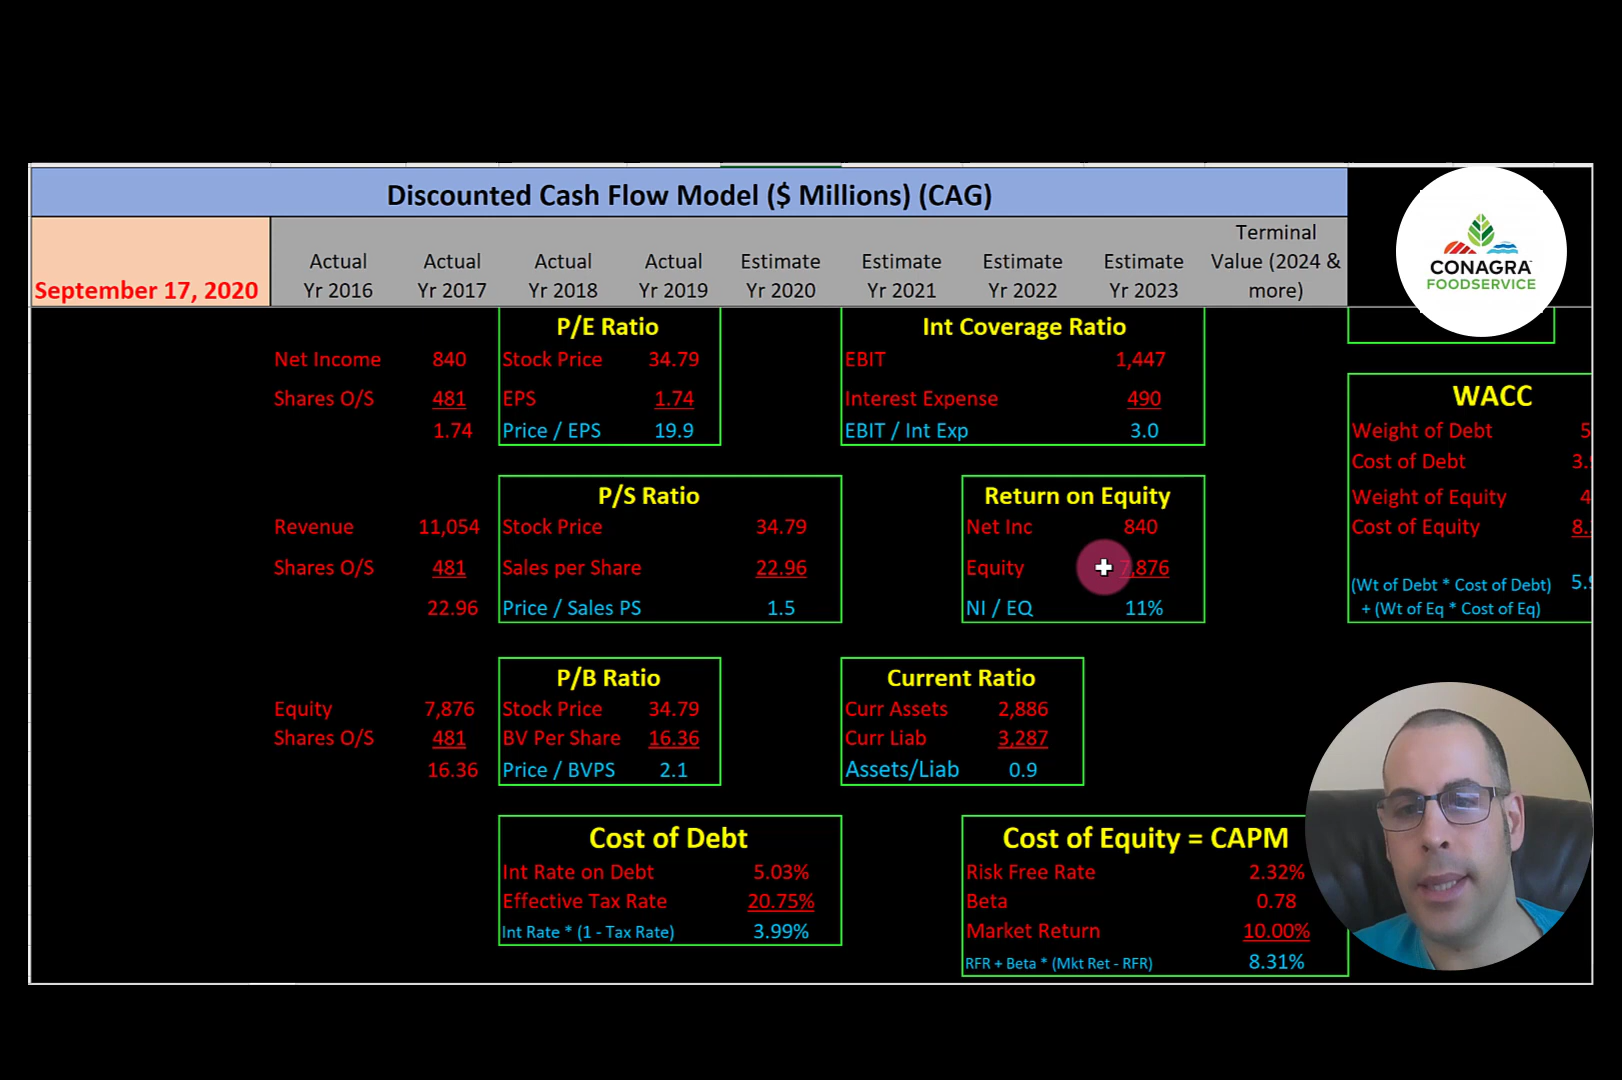 Discounted Cash Flow Model ($ Millions) (CAG)
September 17, 2020
Actual Yr 2016
Actual Yr 2017
Actual Yr 2018
Actual Yr 2019
Estimate Yr 2020
Estimate Yr 2021
Estimate Yr 2022
Estimate Yr 2023
Terminal Value (2024 & more)
CONAGRA
FOODSERVICE
Net Income 840
Shares O/S 481
1.74
P/E Ratio
Stock Price 34.79
EPS 1.74
Price / EPS 19.9
Int Coverage Ratio
EBIT 1,447
Interest Expense 490
EBIT / Int Exp 3.0
WACC
Weight of Debt
Cost of Debt
Weight of Equity
Cost of Equity
(Wt of Debt * Cost of Debt)
+ (Wt of Eq * Cost of Eq)
Revenue 11,054
Shares O/S 481
22.96
P/S Ratio
Stock Price 34.79
Sales per Share 22.96
Price / Sales PS 1.5
Return on Equity
Net Inc 840
Equity 7,876
NI / EQ 11%
Equity 7,876
Shares O/S 481
16.36
P/B Ratio
Stock Price 34.79
BV Per Share 16.36
Price / BVPS 2.1
Current Ratio
Curr Assets 2,886
Curr Liab 3,287
Assets/Liab 0.9
Cost of Debt
Int Rate on Debt 5.03%
Effective Tax Rate 20.75%
Int Rate * (1 - Tax Rate) 3.99%
Cost of Equity = CAPM
Risk Free Rate 2.32%
Beta 0.78
Market Return 10.00%
RFR + Beta * (Mkt Ret - RFR) 8.31%